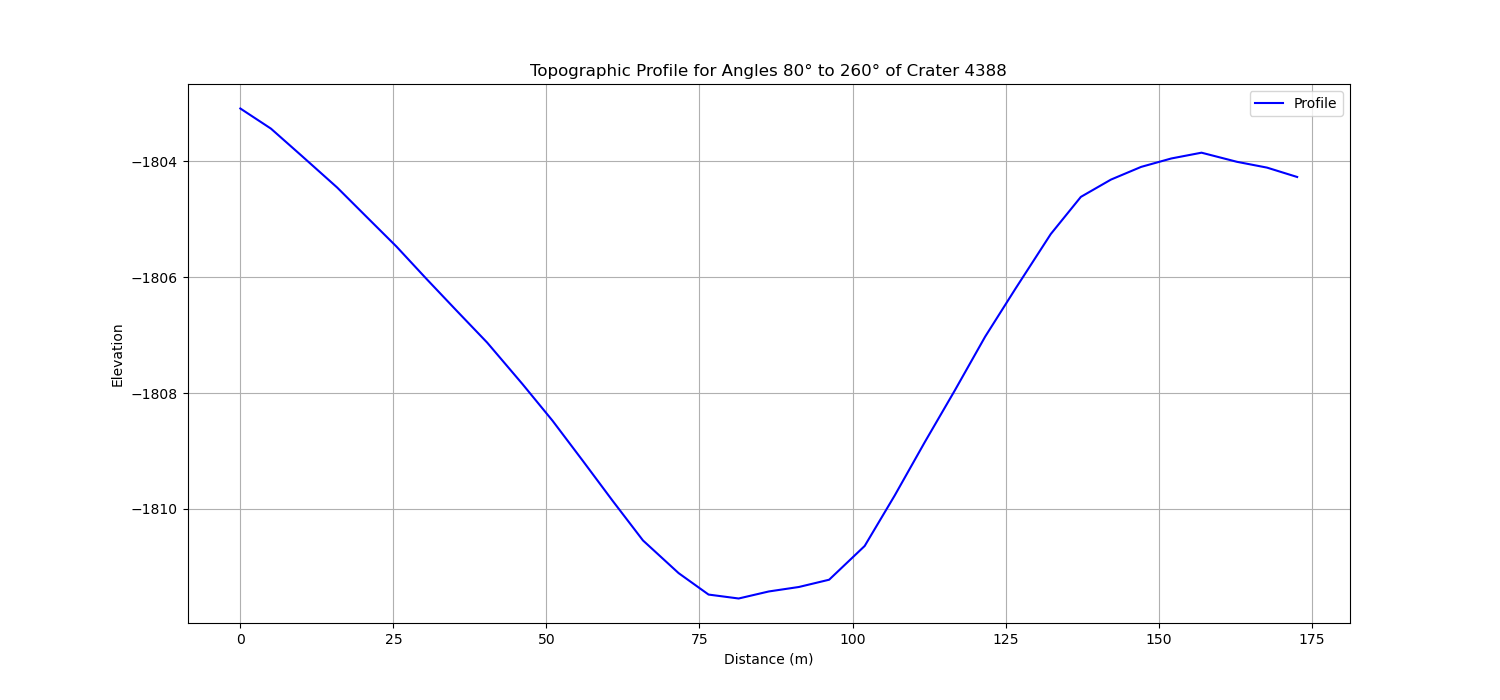 Topographic Profile for Angles 80° to 260° of Crater 4388
Profile
−1804
−1806
−1808
−1810
Elevation
0 25 50 75 100 125 150 175
Distance (m)